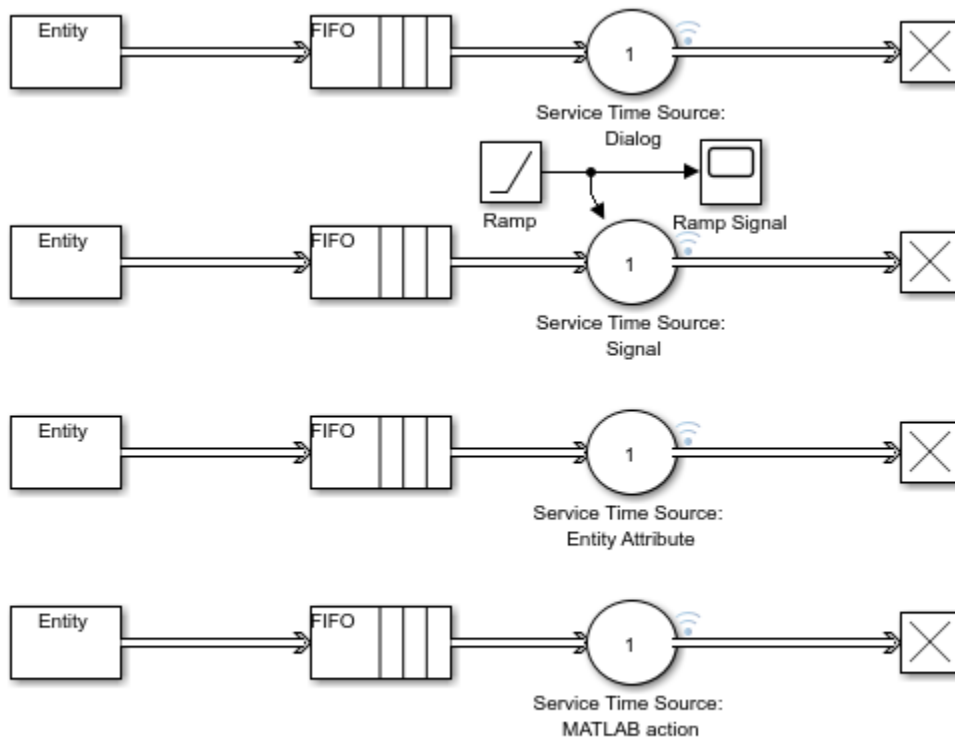 Entity
FIFO
1
Service Time Source:
Dialog
Ramp
Ramp Signal
Entity
FIFO
1
Service Time Source:
Signal
Entity
FIFO
1
Service Time Source:
Entity Attribute
Entity
FIFO
1
Service Time Source:
MATLAB action